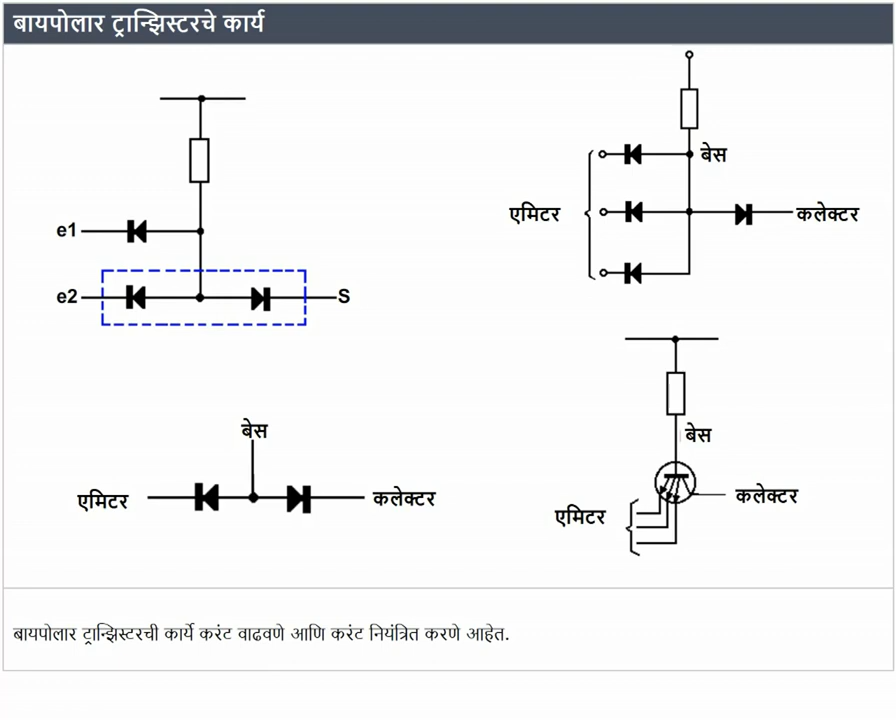 बायपोलार ट्रान्झिस्टरचे कार्य
e1
e2
S
बेस
एमिटर
कलेक्टर
बेस
एमिटर
कलेक्टर
बेस
एमिटर
कलेक्टर
बायपोलार ट्रान्झिस्टरची कार्ये करंट वाढवणे आणि करंट नियंत्रित करणे आहेत.